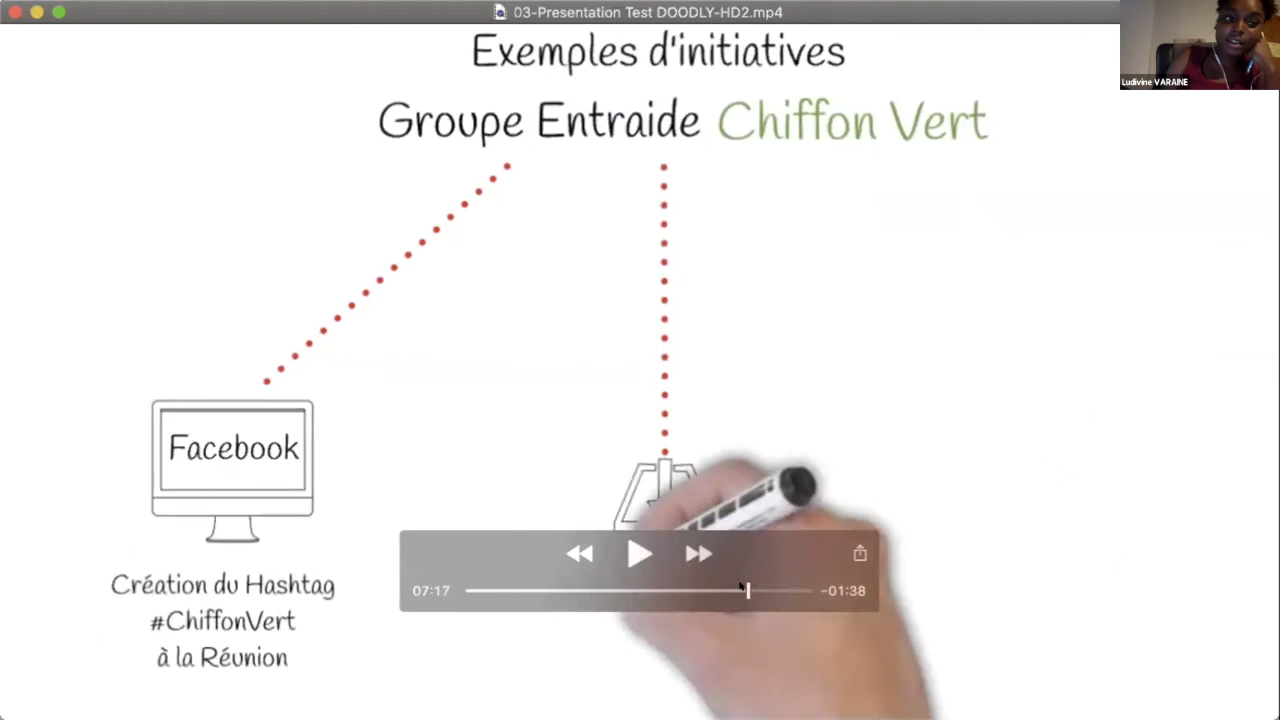 03-Presentation Test DOODLY-HD2.mp4
Ludivine VARAINE
Exemples d'initiatives
Groupe Entraide Chiffon Vert
Facebook
07:17
-01:38
Création du Hashtag
#ChiffonVert
à la Réunion